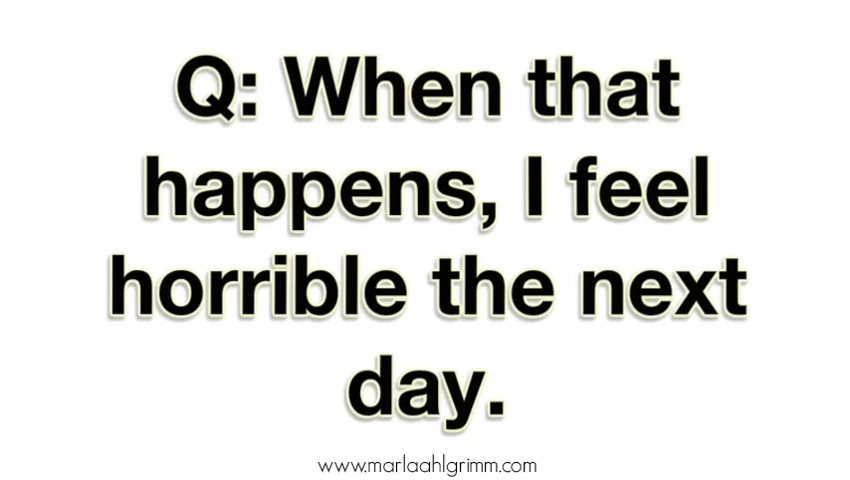 Q: When that
happens, I feel
horrible the next
day.
www.marlaahlgrimm.com